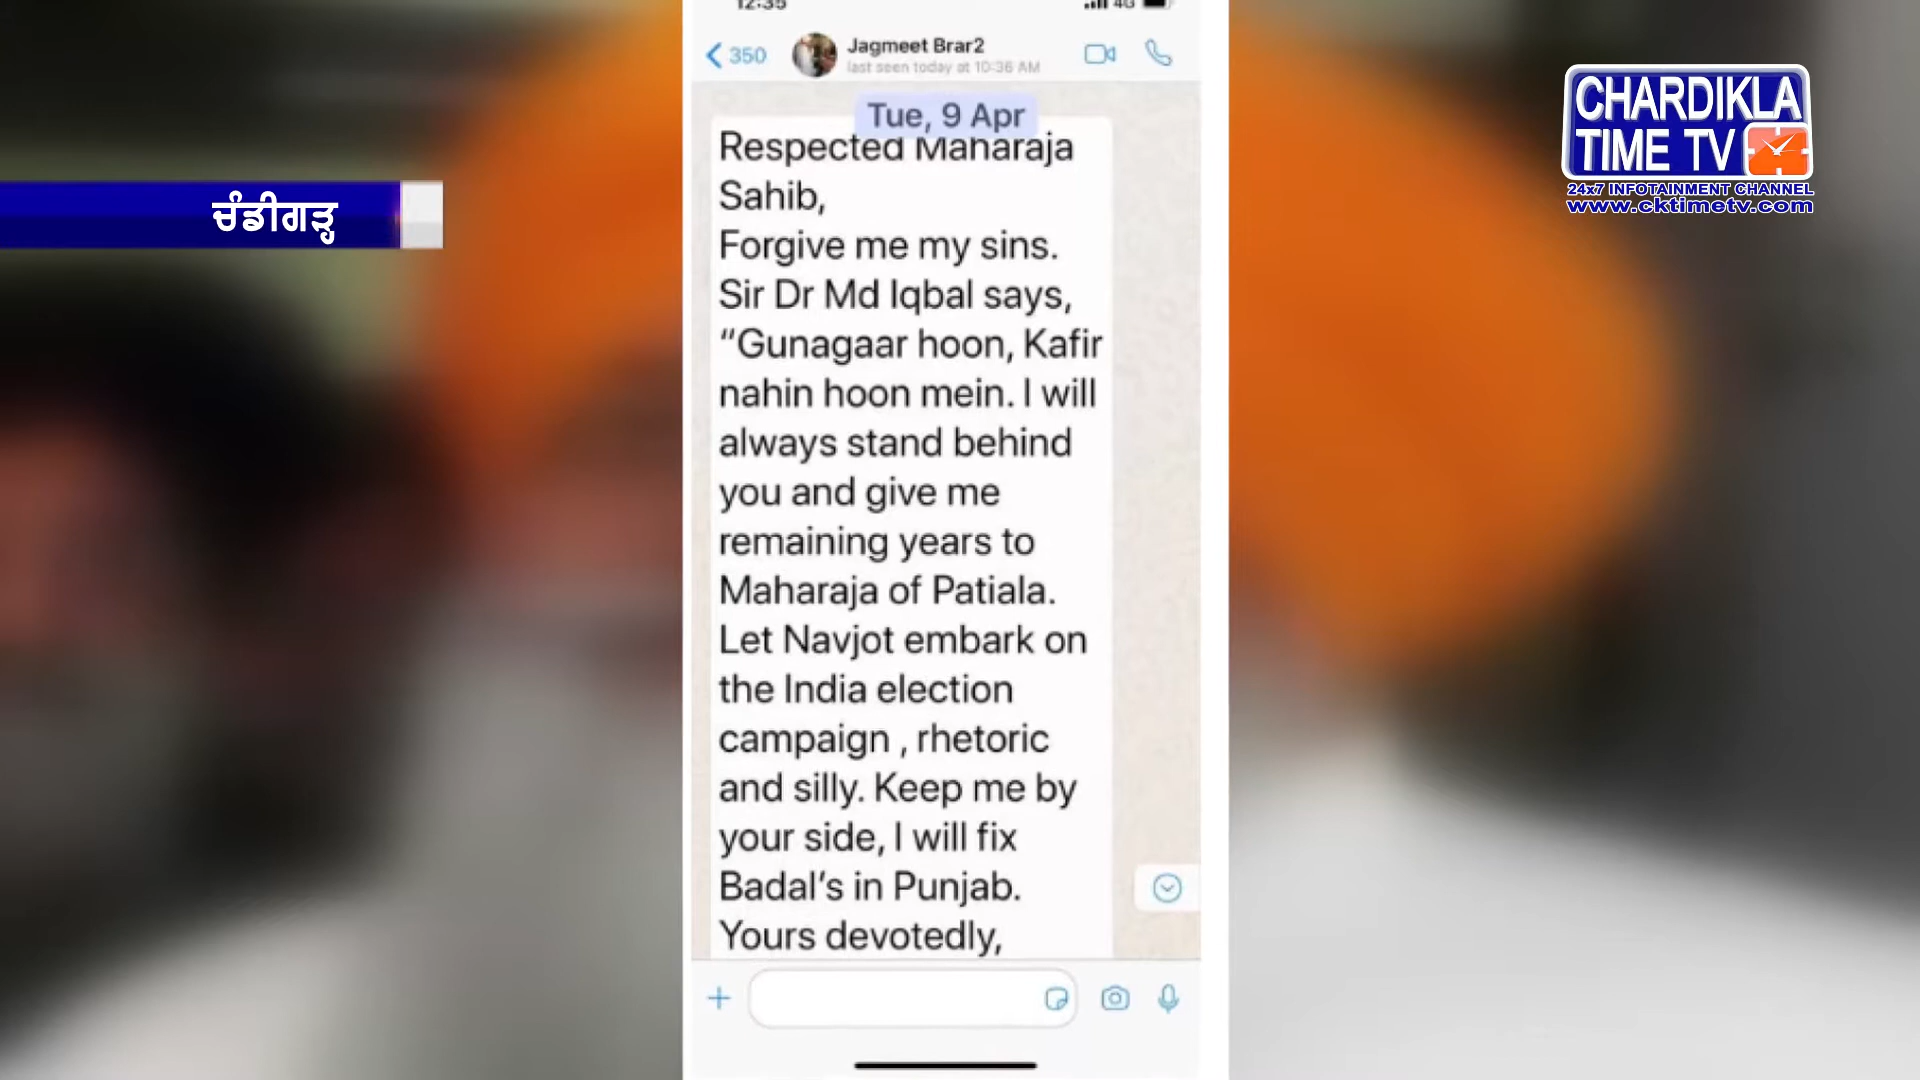 12:35
4G
350
Jagmeet Brar2
last seen today at 10:36 AM
Tue, 9 Apr
Respected Maharaja
Sahib,
Forgive me my sins.
Sir Dr Md Iqbal says,
“Gunagaar hoon, Kafir
nahin hoon mein. I will
always stand behind
you and give me
remaining years to
Maharaja of Patiala.
Let Navjot embark on
the India election
campaign , rhetoric
and silly. Keep me by
your side, I will fix
Badal’s in Punjab.
Yours devotedly,
ਚੰਡੀਗੜ੍ਹ
CHARDIKLA
TIME TV
24x7 INFOTAINMENT CHANNEL
www.cktimetv.com